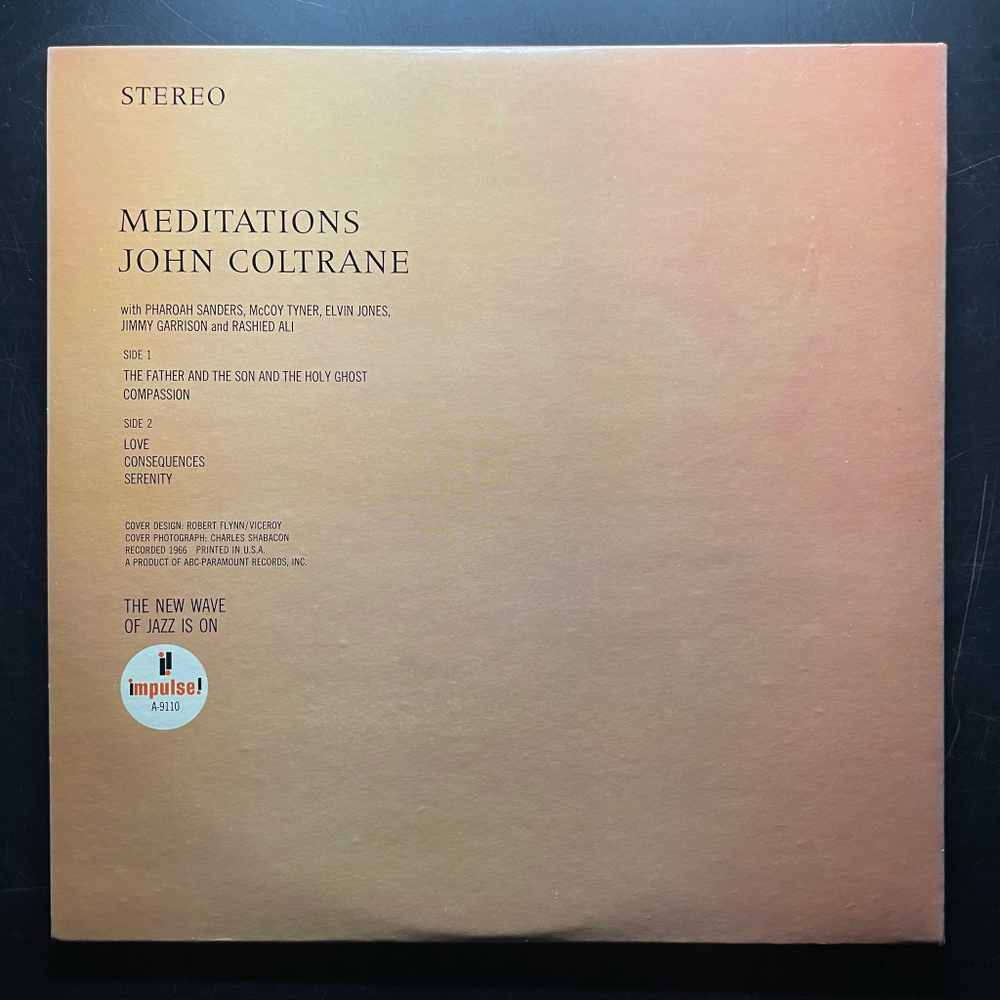 STEREO
MEDITATIONS
JOHN COLTRANE
with PHAROAH SANDERS, McCOY TYNER, ELVIN JONES,
JIMMY GARRISON and RASHIED ALI
SIDE 1
THE FATHER AND THE SON AND THE HOLY GHOST
COMPASSION
SIDE 2
LOVE
CONSEQUENCES
SERENITY
COVER DESIGN: ROBERT FLYNN/VICEROY
COVER PHOTOGRAPH: CHARLES SHABACON
RECORDED 1966 PRINTED IN U.S.A.
A PRODUCT OF ABC-PARAMOUNT RECORDS, INC.
THE NEW WAVE
OF JAZZ IS ON
i!
impulse!
A-9110